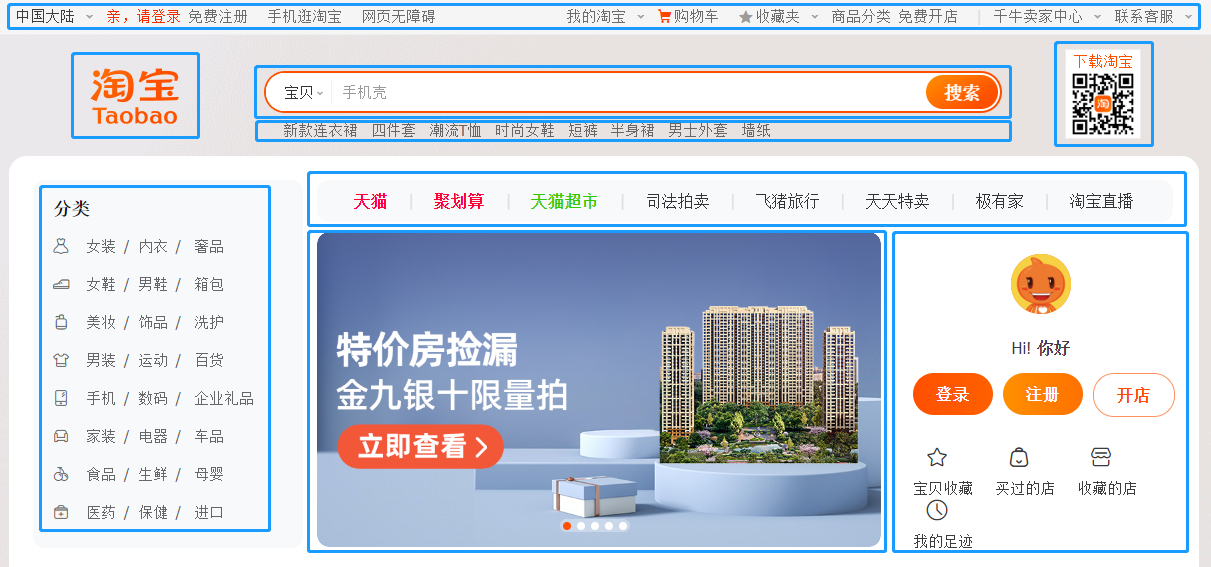 中国大陆 亲，请登录 免费注册 手机逛淘宝 网页无障碍 我的淘宝 购物车 收藏夹 商品分类 免费开店 | 千牛卖家中心 联系客服
淘宝
Taobao
宝贝 手机壳 搜索
新款连衣裙 四件套 潮流T恤 时尚女鞋 短裤 半身裙 男士外套 墙纸
下载淘宝
淘
分类
女装 / 内衣 / 奢品
女鞋 / 男鞋 / 箱包
美妆 / 饰品 / 洗护
男装 / 运动 / 百货
手机 / 数码 / 企业礼品
家装 / 电器 / 车品
食品 / 生鲜 / 母婴
医药 / 保健 / 进口
天猫 | 聚划算 | 天猫超市 | 司法拍卖 | 飞猪旅行 | 天天特卖 | 极有家 | 淘宝直播
特价房捡漏
金九银十限量拍
立即查看 >
Hi! 你好
登录 注册 开店
宝贝收藏 买过的店 收藏的店
我的足迹